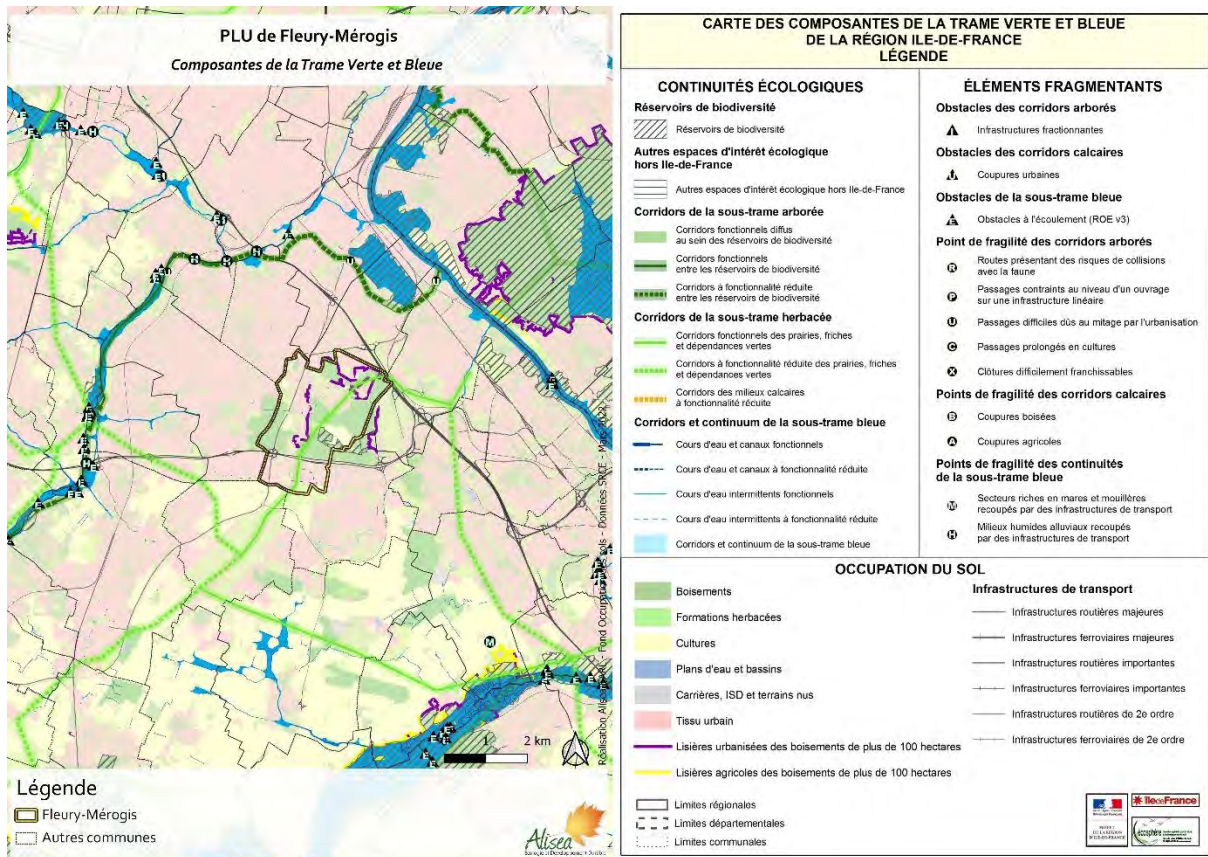 PLU de Fleury-Mérogis
Composantes de la Trame Verte et Bleue
2 km
Légende
Fleury-Mérogis
Autres communes
Alisea
CARTE DES COMPOSANTES DE LA TRAME VERTE ET BLEUE
DE LA RÉGION ILE-DE-FRANCE
LÉGENDE
CONTINUITÉS ÉCOLOGIQUES
Réservoirs de biodiversité
Réservoirs de biodiversité
Autres espaces d'intérêt écologique
hors Ile-de-France
Autres espaces d'intérêt écologique hors Ile-de-France
Corridors de la sous-trame arborée
Corridors fonctionnels diffus
au sein des réservoirs de biodiversité
Corridors fonctionnels
entre les réservoirs de biodiversité
Corridors à fonctionnalité réduite
entre les réservoirs de biodiversité
Corridors de la sous-trame herbacée
Corridors fonctionnels des prairies, friches
et dépendances vertes
Corridors à fonctionnalité réduite des prairies, friches
et dépendances vertes
Corridors des milieux calcaires
à fonctionnalité réduite
Corridors et continuum de la sous-trame bleue
Cours d'eau et canaux fonctionnels
Cours d'eau et canaux à fonctionnalité réduite
Cours d'eau intermittents fonctionnels
Cours d'eau intermittents à fonctionnalité réduite
Corridors et continuum de la sous-trame bleue
ÉLÉMENTS FRAGMENTANTS
Obstacles des corridors arborés
Infrastructures fractionnantes
Obstacles des corridors calcaires
Coupures urbaines
Obstacles de la sous-trame bleue
E Obstacles à l'écoulement (ROE v3)
Point de fragilité des corridors arborés
R Routes présentant des risques de collisions
avec la faune
P Passages contraints au niveau d'un ouvrage
sur une infrastructure linéaire
U Passages difficiles dûs au mitage par l'urbanisation
C Passages prolongés en cultures
X Clôtures difficilement franchissables
Points de fragilité des corridors calcaires
B Coupures boisées
A Coupures agricoles
Points de fragilité des continuités
de la sous-trame bleue
M Secteurs riches en mares et mouillères
recoupés par des infrastructures de transport
H Milieux humides alluviaux recoupés
par des infrastructures de transport
OCCUPATION DU SOL
Boisements
Formations herbacées
Cultures
Plans d'eau et bassins
Carrières, ISD et terrains nus
Tissu urbain
Lisières urbanisées des boisements de plus de 100 hectares
Lisières agricoles des boisements de plus de 100 hectares
Limites régionales
Limites départementales
Limites communales
Infrastructures de transport
Infrastructures routières majeures
Infrastructures ferroviaires majeures
Infrastructures routières importantes
Infrastructures ferroviaires importantes
Infrastructures routières de 2e ordre
Infrastructures ferroviaires de 2e ordre
îledeFrance
écosphère